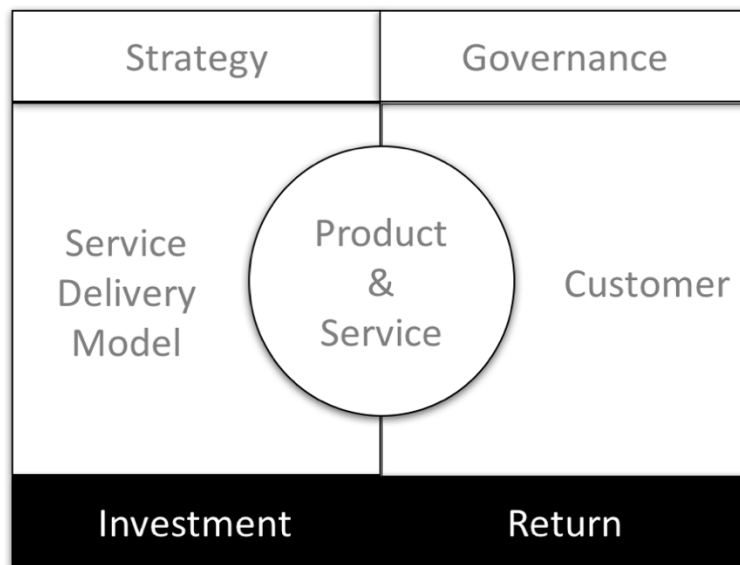 Strategy
Governance
Service
Delivery
Model
Product
&
Service
Customer
Investment
Return